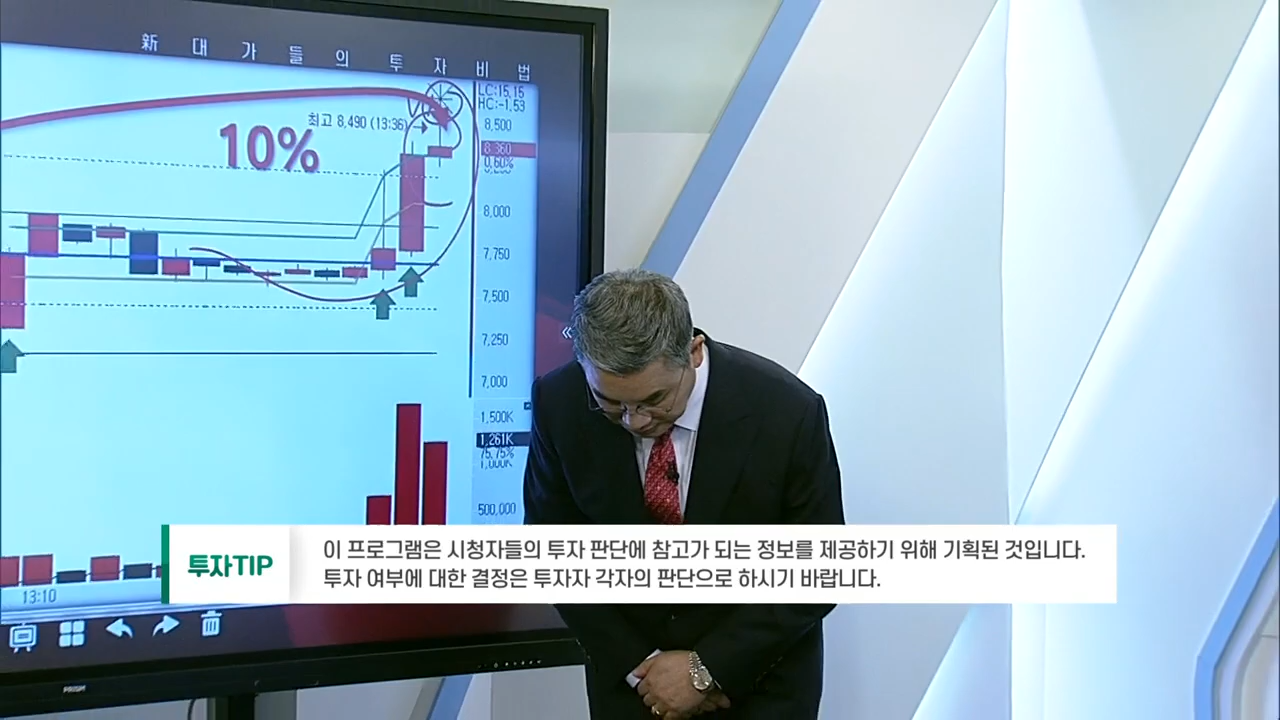 新 대 가 들 의 투 자 비 법
LC:15,15
HC:-1,53
최고 8,490 (13:36)
8,500
10%
8,360
0,60%
8,000
7,750
7,500
7,250
7,000
1,500K
1,261K
75,75%
500,000
투자TIP
이 프로그램은 시청자들의 투자 판단에 참고가 되는 정보를 제공하기 위해 기획된 것입니다.
투자 여부에 대한 결정은 투자자 각자의 판단으로 하시기 바랍니다.
13:10
PRISM